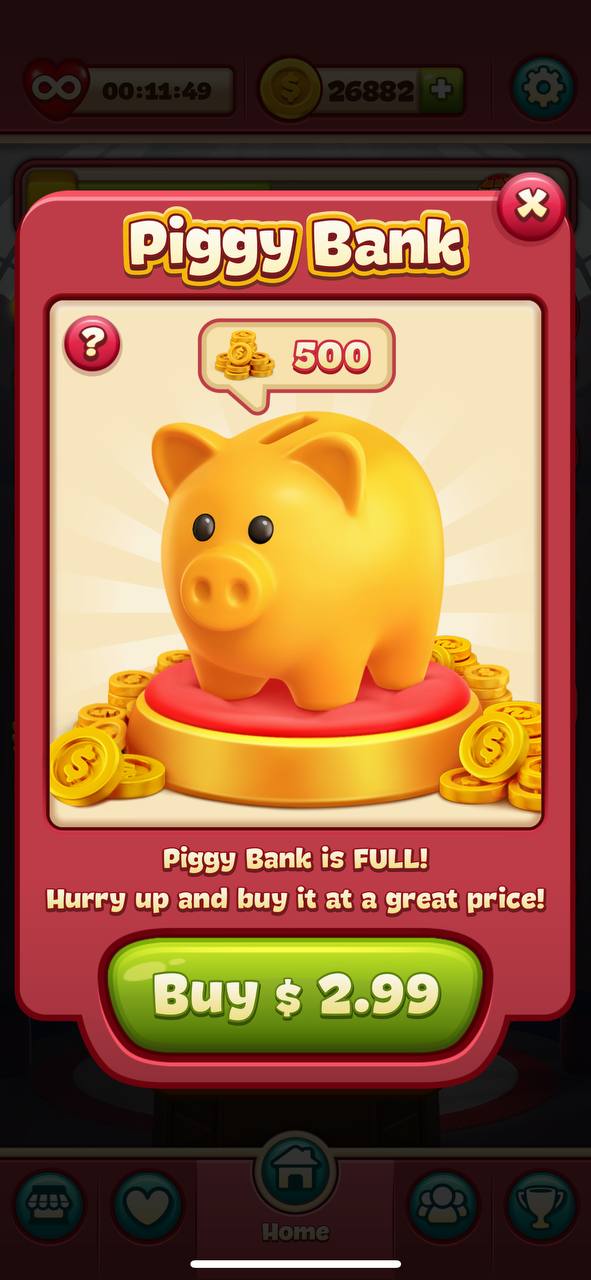 00:11:49
26882
Piggy Bank
?
500
Piggy Bank is FULL!
Hurry up and buy it at a great price!
Buy $ 2.99
Home